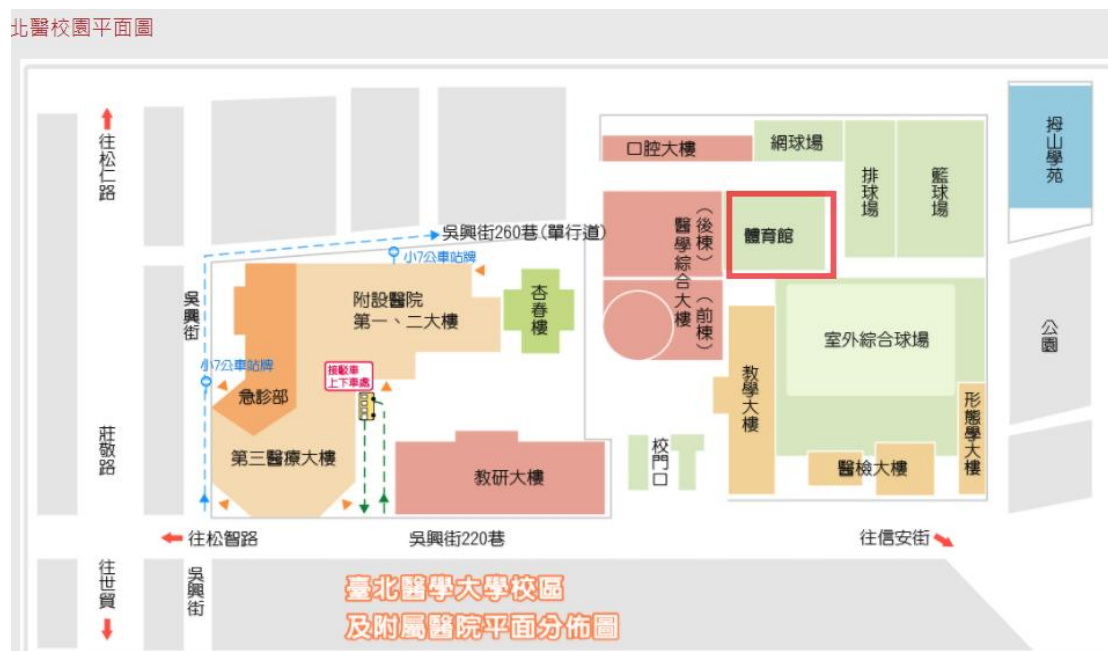 北醫校園平面圖
往松仁路
口腔大樓
網球場
排球場
籃球場
拇山學苑
吳興街260巷(單行道)
小7公車站牌
醫學綜合大樓
（後棟）
（前棟）
體育館
吳興街
附設醫院
第一、二大樓
杏春樓
室外綜合球場
公園
小7公車站牌
接駁車
上下車處
急診部
教學大樓
形態學大樓
莊敬路
第三醫療大樓
教研大樓
校門口
醫檢大樓
往松智路
吳興街220巷
往信安街
往世貿
吳興街
臺北醫學大學校區
及附屬醫院平面分佈圖